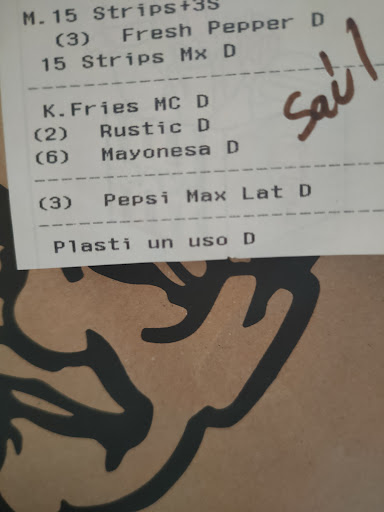 M.15 Strips+3S
(3) Fresh Pepper D
15 Strips Mx D
K.Fries MC D
(2) Rustic D
(6) Mayonesa D
Saúl
(3) Pepsi Max Lat D
Plasti un uso D